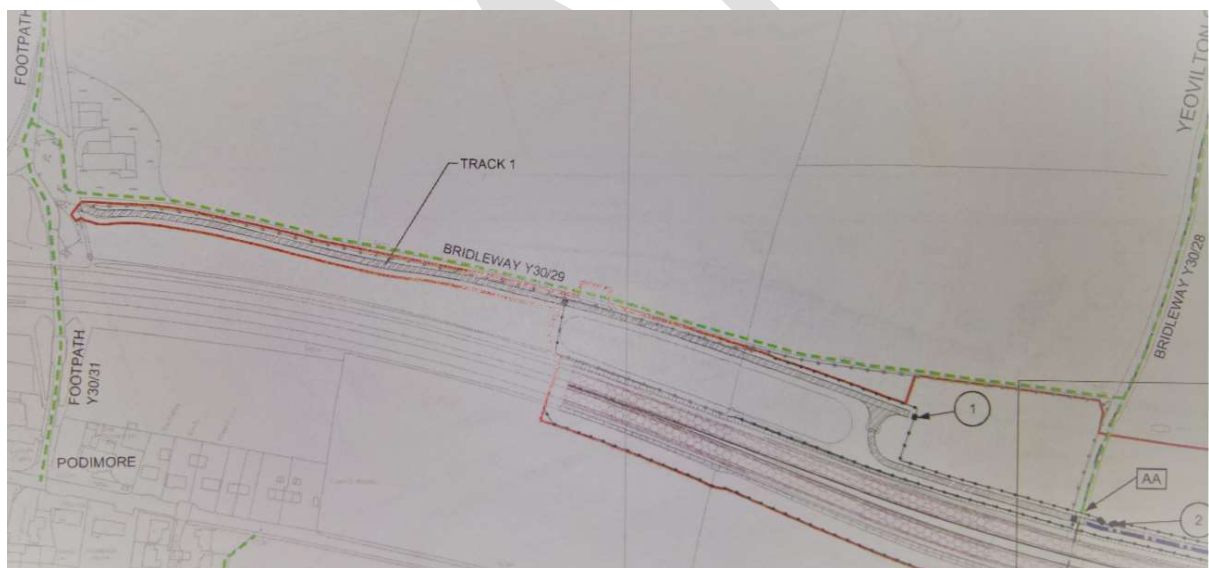 FOOTPATH
YEOVILTON
TRACK 1
BRIDLEWAY Y30/29
BRIDLEWAY Y30/28
FOOTPATH
Y30/31
1
PODIMORE
AA
2